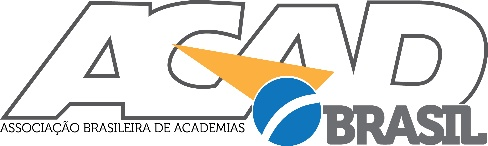 ACAD
ASSOCIAÇÃO BRASILEIRA DE ACADEMIAS
BRASIL